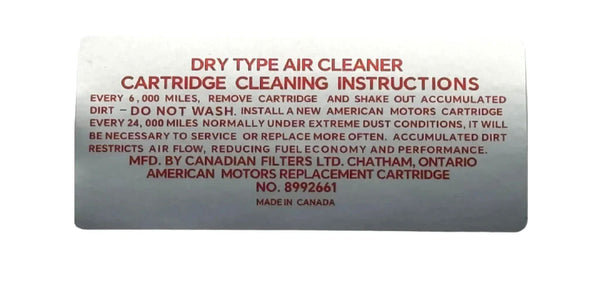 DRY TYPE AIR CLEANER
CARTRIDGE CLEANING INSTRUCTIONS
EVERY 6,000 MILES, REMOVE CARTRIDGE AND SHAKE OUT ACCUMULATED
DIRT - DO NOT WASH. INSTALL A NEW AMERICAN MOTORS CARTRIDGE
EVERY 24,000 MILES NORMALLY UNDER EXTREME DUST CONDITIONS, IT WILL
BE NECESSARY TO SERVICE OR REPLACE MORE OFTEN. ACCUMULATED DIRT
RESTRICTS AIR FLOW, REDUCING FUEL ECONOMY AND PERFORMANCE.
MFD. BY CANADIAN FILTERS LTD. CHATHAM, ONTARIO
AMERICAN MOTORS REPLACEMENT CARTRIDGE
NO. 8992661
MADE IN CANADA